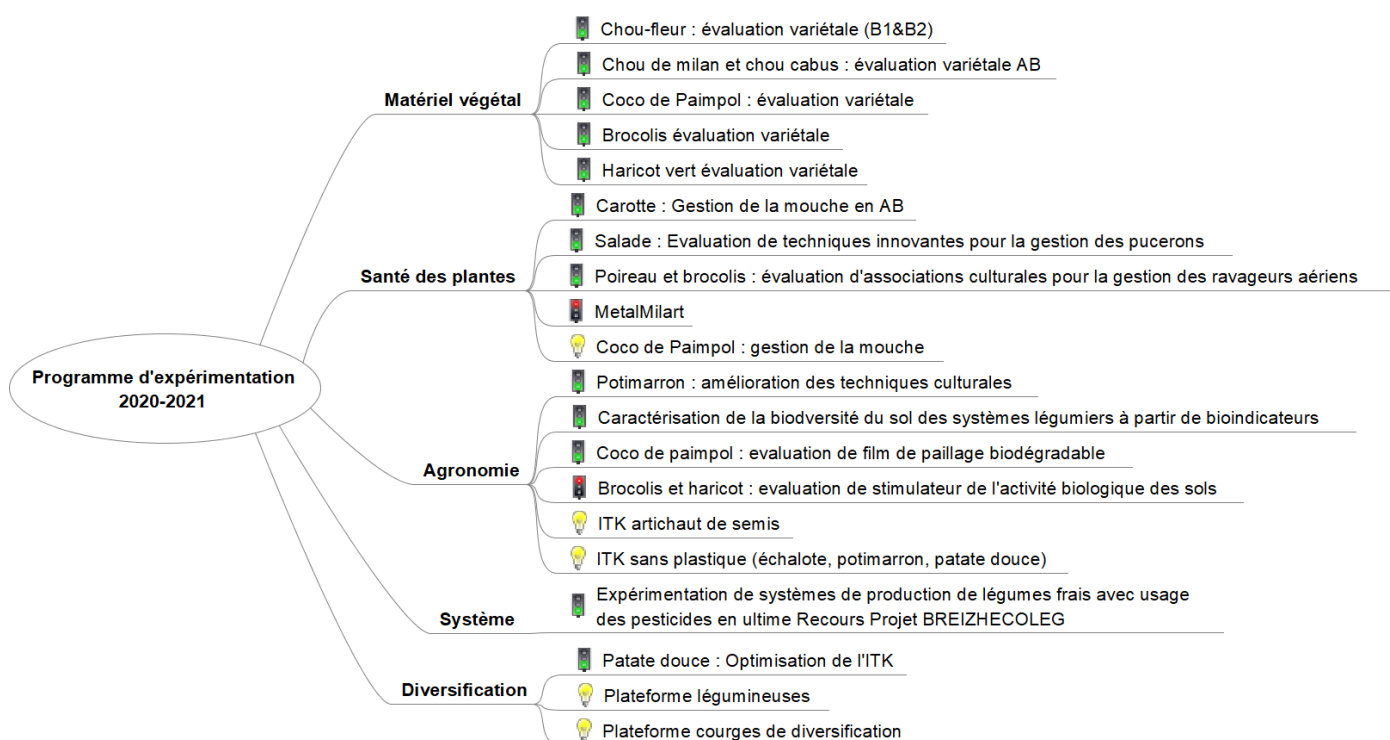 Programme d'expérimentation
2020-2021
Matériel végétal
Chou-fleur : évaluation variétale (B1&B2)
Chou de milan et chou cabus : évaluation variétale AB
Coco de Paimpol : évaluation variétale
Brocolis évaluation variétale
Haricot vert évaluation variétale
Santé des plantes
Carotte : Gestion de la mouche en AB
Salade : Evaluation de techniques innovantes pour la gestion des pucerons
Poireau et brocolis : évaluation d'associations culturales pour la gestion des ravageurs aériens
MetalMilart
Coco de Paimpol : gestion de la mouche
Agronomie
Potimarron : amélioration des techniques culturales
Caractérisation de la biodversité du sol des systèmes légumiers à partir de bioindicateurs
Coco de paimpol : evaluation de film de paillage biodégradable
Brocolis et haricot : evaluation de stimulateur de l'activité biologique des sols
ITK artichaut de semis
ITK sans plastique (échalote, potimarron, patate douce)
Système
Expérimentation de systèmes de production de légumes frais avec usage
des pesticides en ultime Recours Projet BREIZHECOLEG
Diversification
Patate douce : Optimisation de l'ITK
Plateforme légumineuses
Plateforme courges de diversification